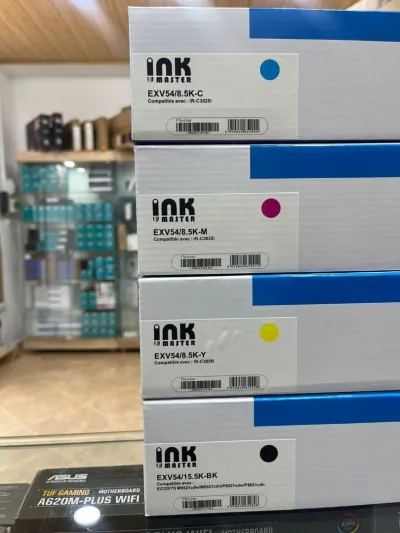 INK
MASTER
EXV54/8.5K-C
Compatible avec : iR-C3025i
INK
MASTER
EXV54/8.5K-M
Compatible avec : iR-C3025i
INK
MASTER
EXV54/8.5K-Y
Compatible avec : iR-C3025i
INK
MASTER
EXV54/15.5K-BK
Compatible avec :
ASUS
TUF GAMING MOTHERBOARD
A620M-PLUS WIFI